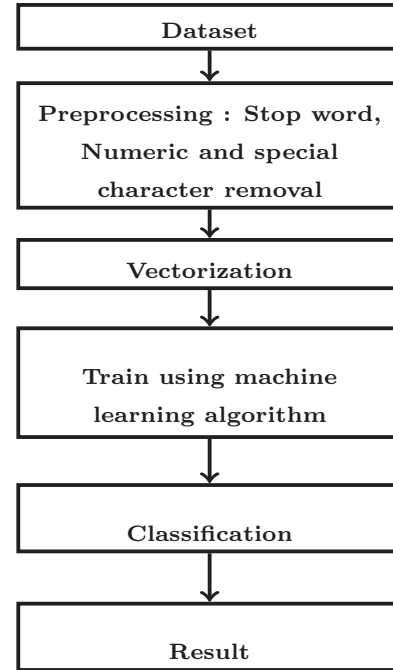 Dataset
Preprocessing : Stop word,
Numeric and special
character removal
Vectorization
Train using machine
learning algorithm
Classification
Result